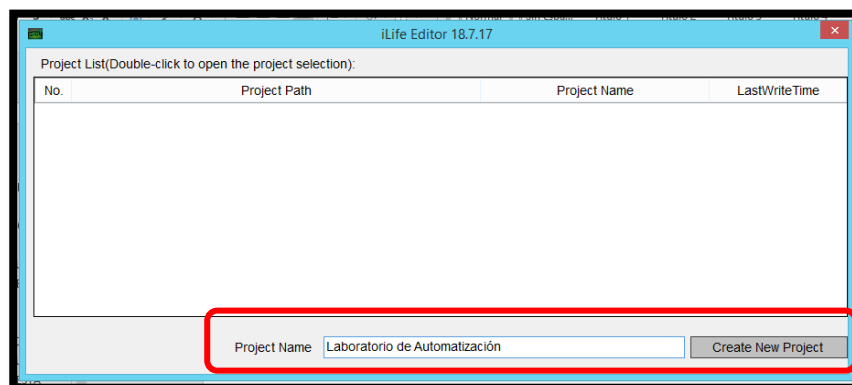 iLife Editor 18.7.17
Project List(Double-click to open the project selection):
No. Project Path Project Name LastWriteTime
Project Name Laboratorio de Automatización Create New Project